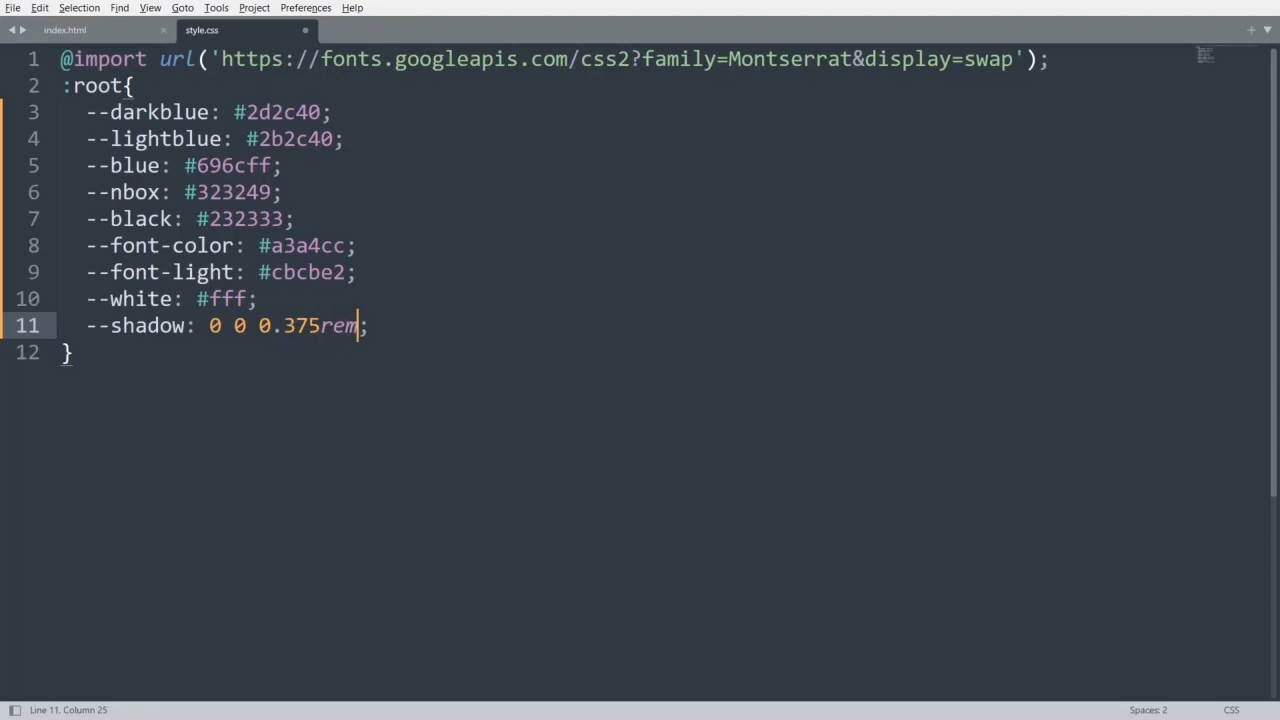 File Edit Selection Find View Goto Tools Project Preferences Help
index.html × style.css
1 @import url('https://fonts.googleapis.com/css2?family=Montserrat&display=swap');
2 :root{
3 --darkblue: #2d2c40;
4 --lightblue: #2b2c40;
5 --blue: #696cff;
6 --nbox: #323249;
7 --black: #232333;
8 --font-color: #a3a4cc;
9 --font-light: #cbcbe2;
10 --white: #fff;
11 --shadow: 0 0 0.375rem;
12 }
Line 11, Column 25 Spaces: 2 CSS